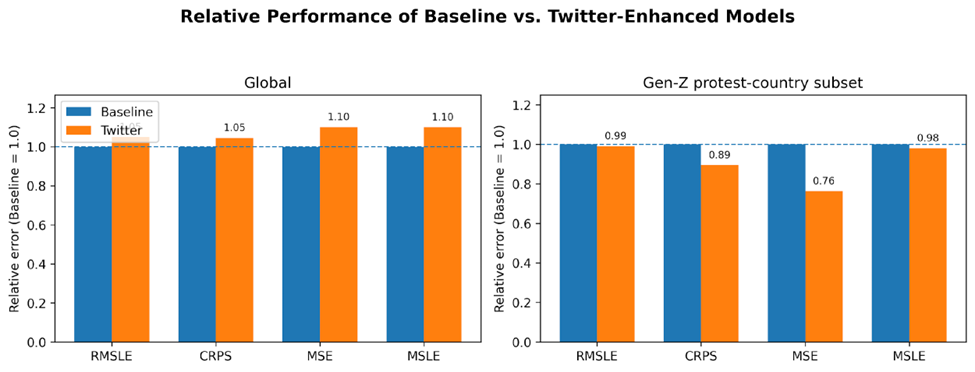 Relative Performance of Baseline vs. Twitter-Enhanced Models
Global
Relative error (Baseline = 1.0)
1.2
1.0
0.8
0.6
0.4
0.2
0.0
Baseline
Twitter
1.05
1.05
1.10
1.10
RMSLE CRPS MSE MSLE
Gen-Z protest-country subset
Relative error (Baseline = 1.0)
1.2
1.0
0.8
0.6
0.4
0.2
0.0
0.99
0.89
0.76
0.98
RMSLE CRPS MSE MSLE